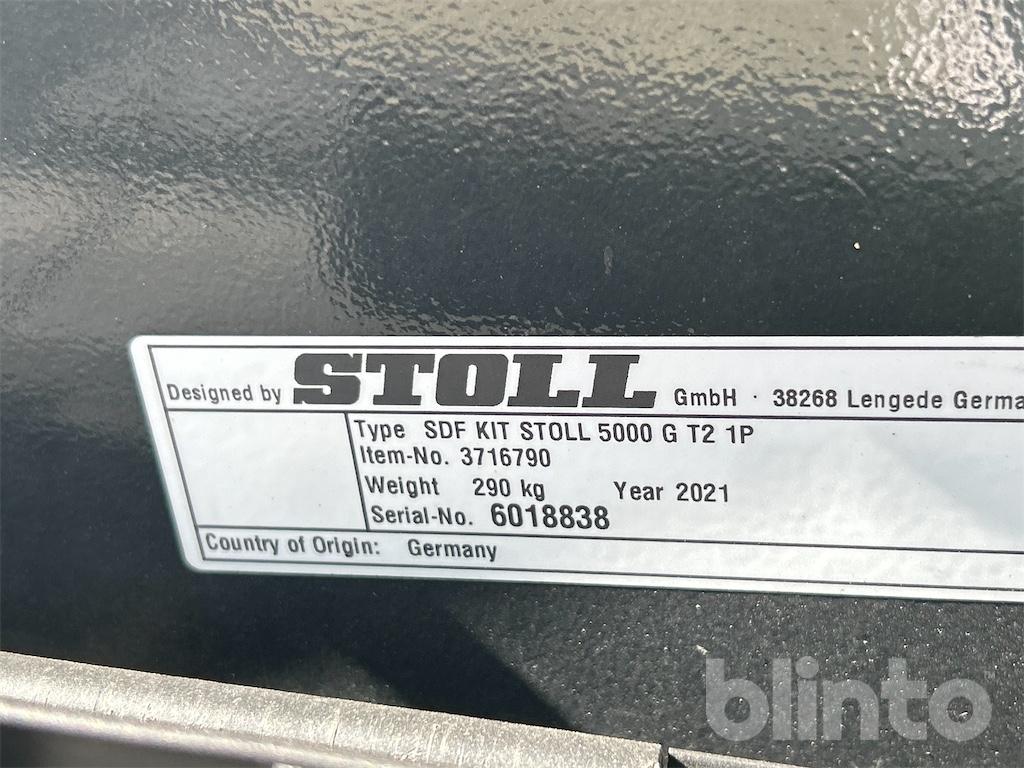 Designed by STOLL GmbH · 38268 Lengede Germa
Type SDF KIT STOLL 5000 G T2 1P
Item-No. 3716790
Weight 290 kg Year 2021
Serial-No. 6018838
Country of Origin: Germany
blinto